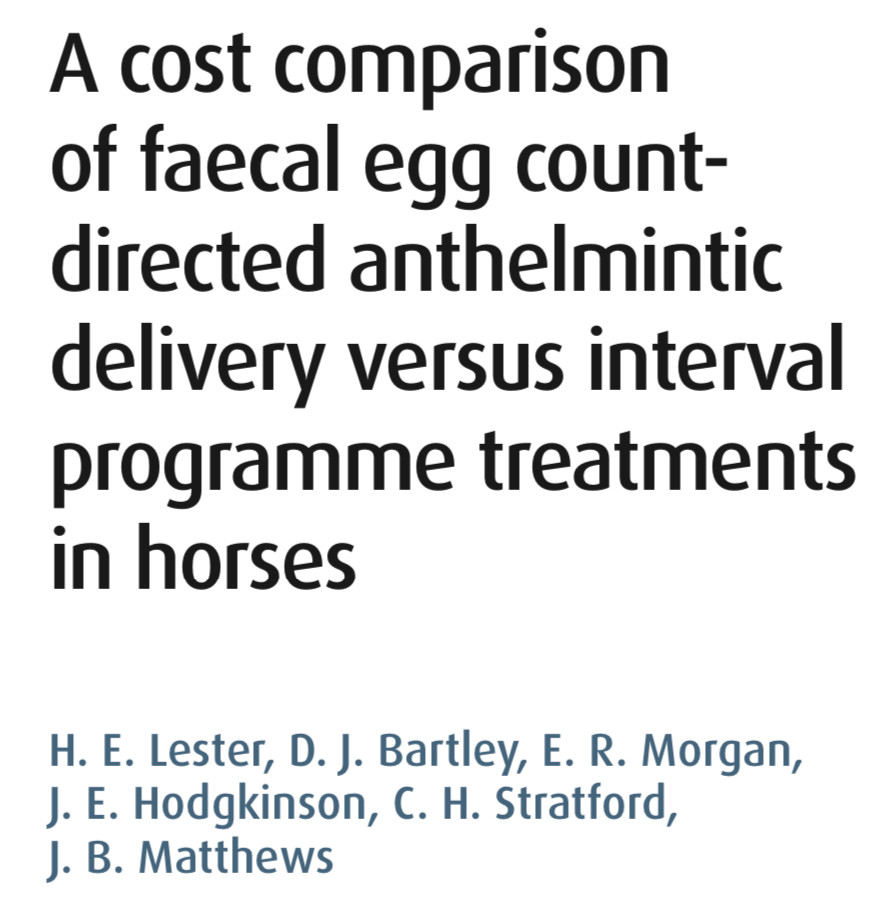 A cost comparison
of faecal egg count-
directed anthelmintic
delivery versus interval
programme treatments
in horses
H. E. Lester, D. J. Bartley, E. R. Morgan,
J. E. Hodgkinson, C. H. Stratford,
J. B. Matthews